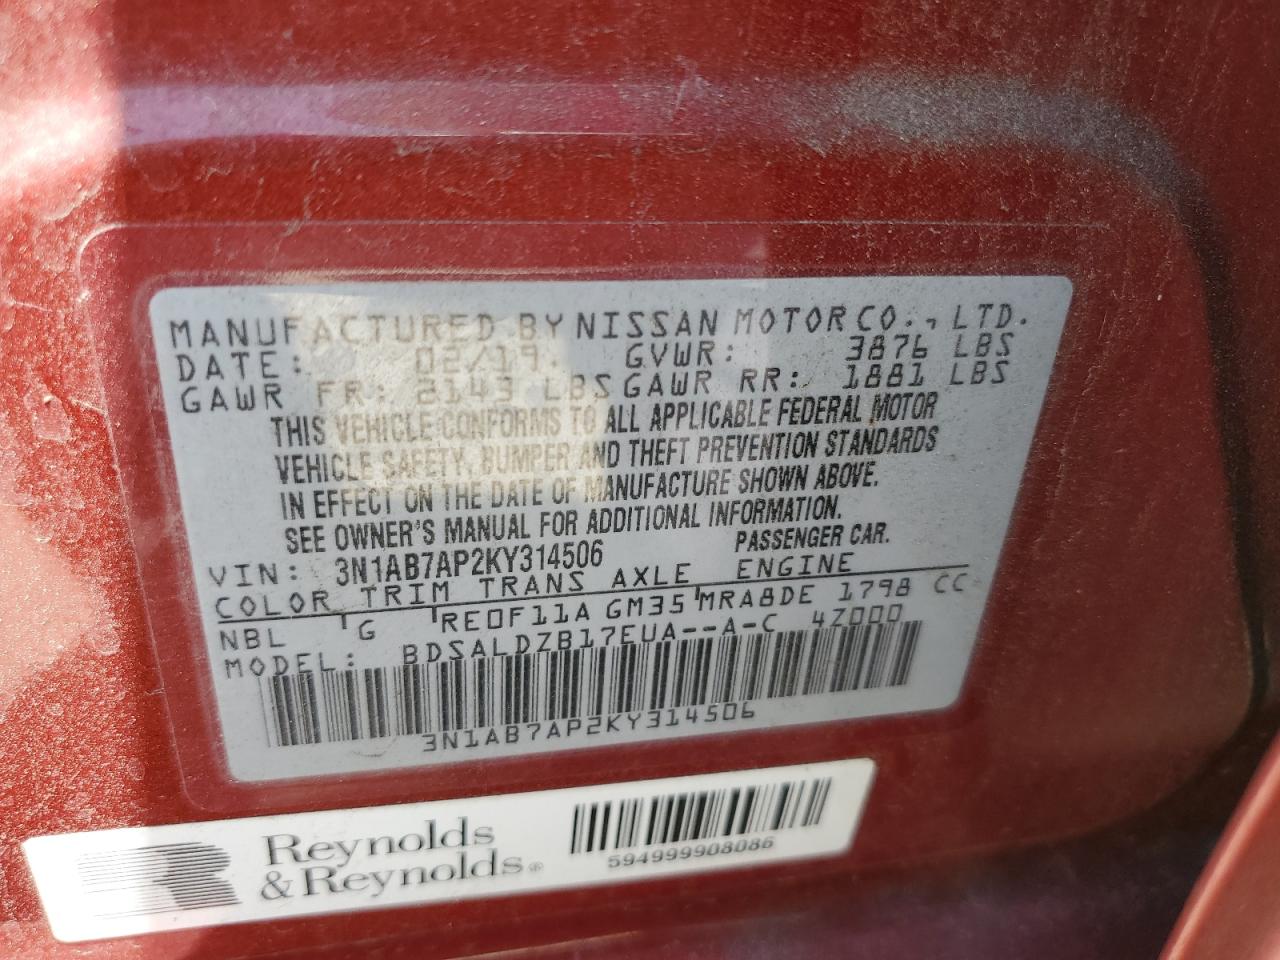 MANUFACTURED BY NISSAN MOTOR CO., LTD.
DATE: 02/19 GVWR: 3876 LBS
GAWR FR: 2143 LBS GAWR RR: 1881 LBS
THIS VEHICLE CONFORMS TO ALL APPLICABLE FEDERAL MOTOR
VEHICLE SAFETY, BUMPER AND THEFT PREVENTION STANDARDS
IN EFFECT ON THE DATE OF MANUFACTURE SHOWN ABOVE.
SEE OWNER'S MANUAL FOR ADDITIONAL INFORMATION.
VIN: 3N1AB7AP2KY314506 PASSENGER CAR.
COLOR TRIM TRANS AXLE ENGINE
NBL G RE0F11A GM35 MRA8DE 1798 CC
MODEL: BDSALDZB17EUA--A-C 4Z000
3N1AB7AP2KY314506
Reynolds
&Reynolds®
594999908086